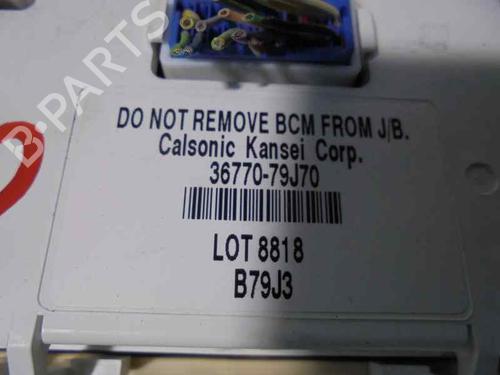 DO NOT REMOVE BCM FROM J/B.
Calsonic Kansei Corp.
36770-79J70
LOT 8818
B79J3
B-PARTS